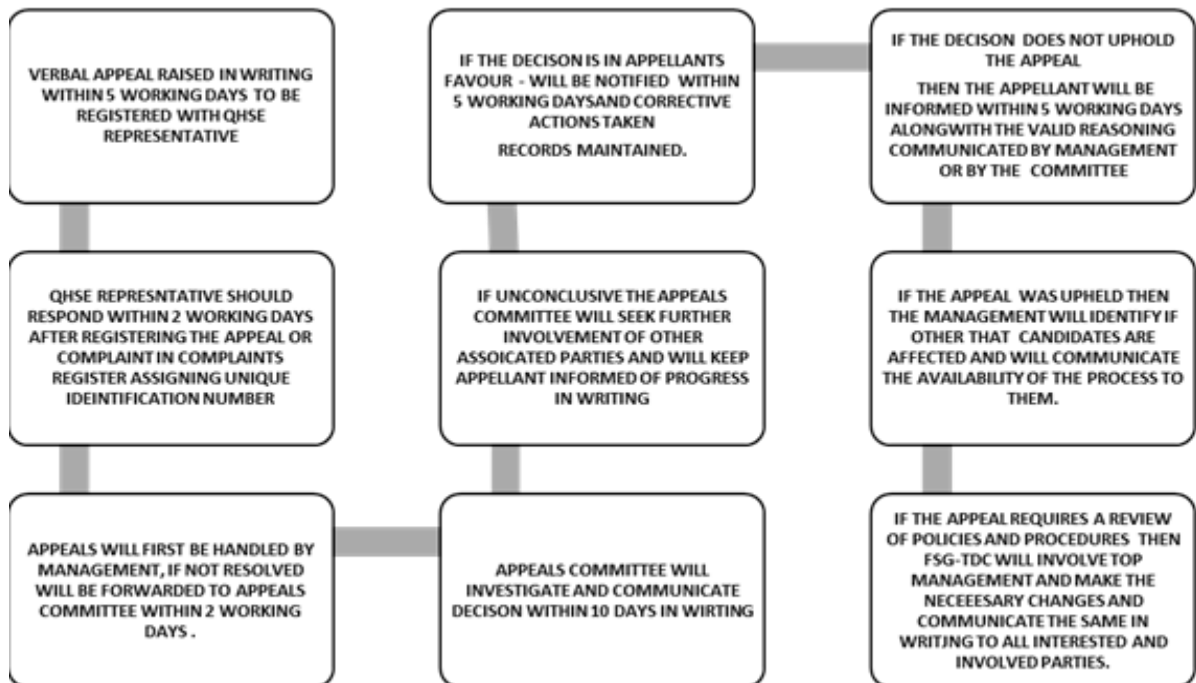 VERBAL APPEAL RAISED IN WRITING
WITHIN 5 WORKING DAYS TO BE
REGISTERED WITH QHSE
REPRESENTATIVE
QHSE REPRESNTATIVE SHOULD
RESPOND WITHIN 2 WORKING DAYS
AFTER REGISTERING THE APPEAL OR
COMPLAINT IN COMPLAINTS
REGISTER ASSIGNING UNIQUE
IDEINTIFICATION NUMBER
APPEALS WILL FIRST BE HANDLED BY
MANAGEMENT, IF NOT RESOLVED
WILL BE FORWARDED TO APPEALS
COMMITTEE WITHIN 2 WORKING
DAYS .
APPEALS COMMITTEE WILL
INVESTIGATE AND COMMUNICATE
DECISON WITHIN 10 DAYS IN WIRTING
IF UNCONCLUSIVE THE APPEALS
COMMITTEE WILL SEEK FURTHER
INVOLVEMENT OF OTHER
ASSOICATED PARTIES AND WILL KEEP
APPELLANT INFORMED OF PROGRESS
IN WRITING
IF THE DECISON IS IN APPELLANTS
FAVOUR - WILL BE NOTIFIED WITHIN
5 WORKING DAYSAND CORRECTIVE
ACTIONS TAKEN
RECORDS MAINTAINED.
IF THE DECISON DOES NOT UPHOLD
THE APPEAL
THEN THE APPELLANT WILL BE
INFORMED WITHIN 5 WORKING DAYS
ALONGWITH THE VALID REASONING
COMMUNICATED BY MANAGEMENT
OR BY THE COMMITTEE
IF THE APPEAL WAS UPHELD THEN
THE MANAGEMENT WILL IDENTIFY IF
OTHER THAT CANDIDATES ARE
AFFECTED AND WILL COMMUNICATE
THE AVAILABILITY OF THE PROCESS TO
THEM.
IF THE APPEAL REQUIRES A REVIEW
OF POLICIES AND PROCEDURES THEN
FSG-TDC WILL INVOLVE TOP
MANAGEMENT AND MAKE THE
NECEEESARY CHANGES AND
COMMUNICATE THE SAME IN
WRITJNG TO ALL INTERESTED AND
INVOLVED PARTIES.